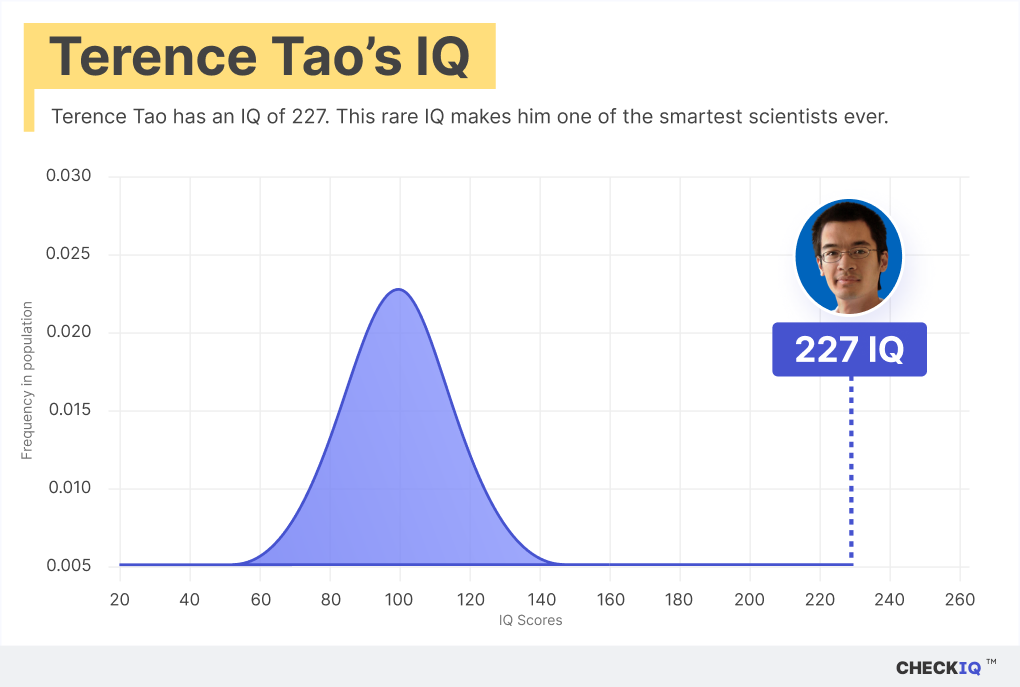 Terence Tao’s IQ
Terence Tao has an IQ of 227. This rare IQ makes him one of the smartest scientists ever.
0.030
0.025
0.020
0.015
0.010
0.005
Frequency in population
227 IQ
20 40 60 80 100 120 140 160 180 200 220 240 260
IQ Scores
CHECKIQ ™